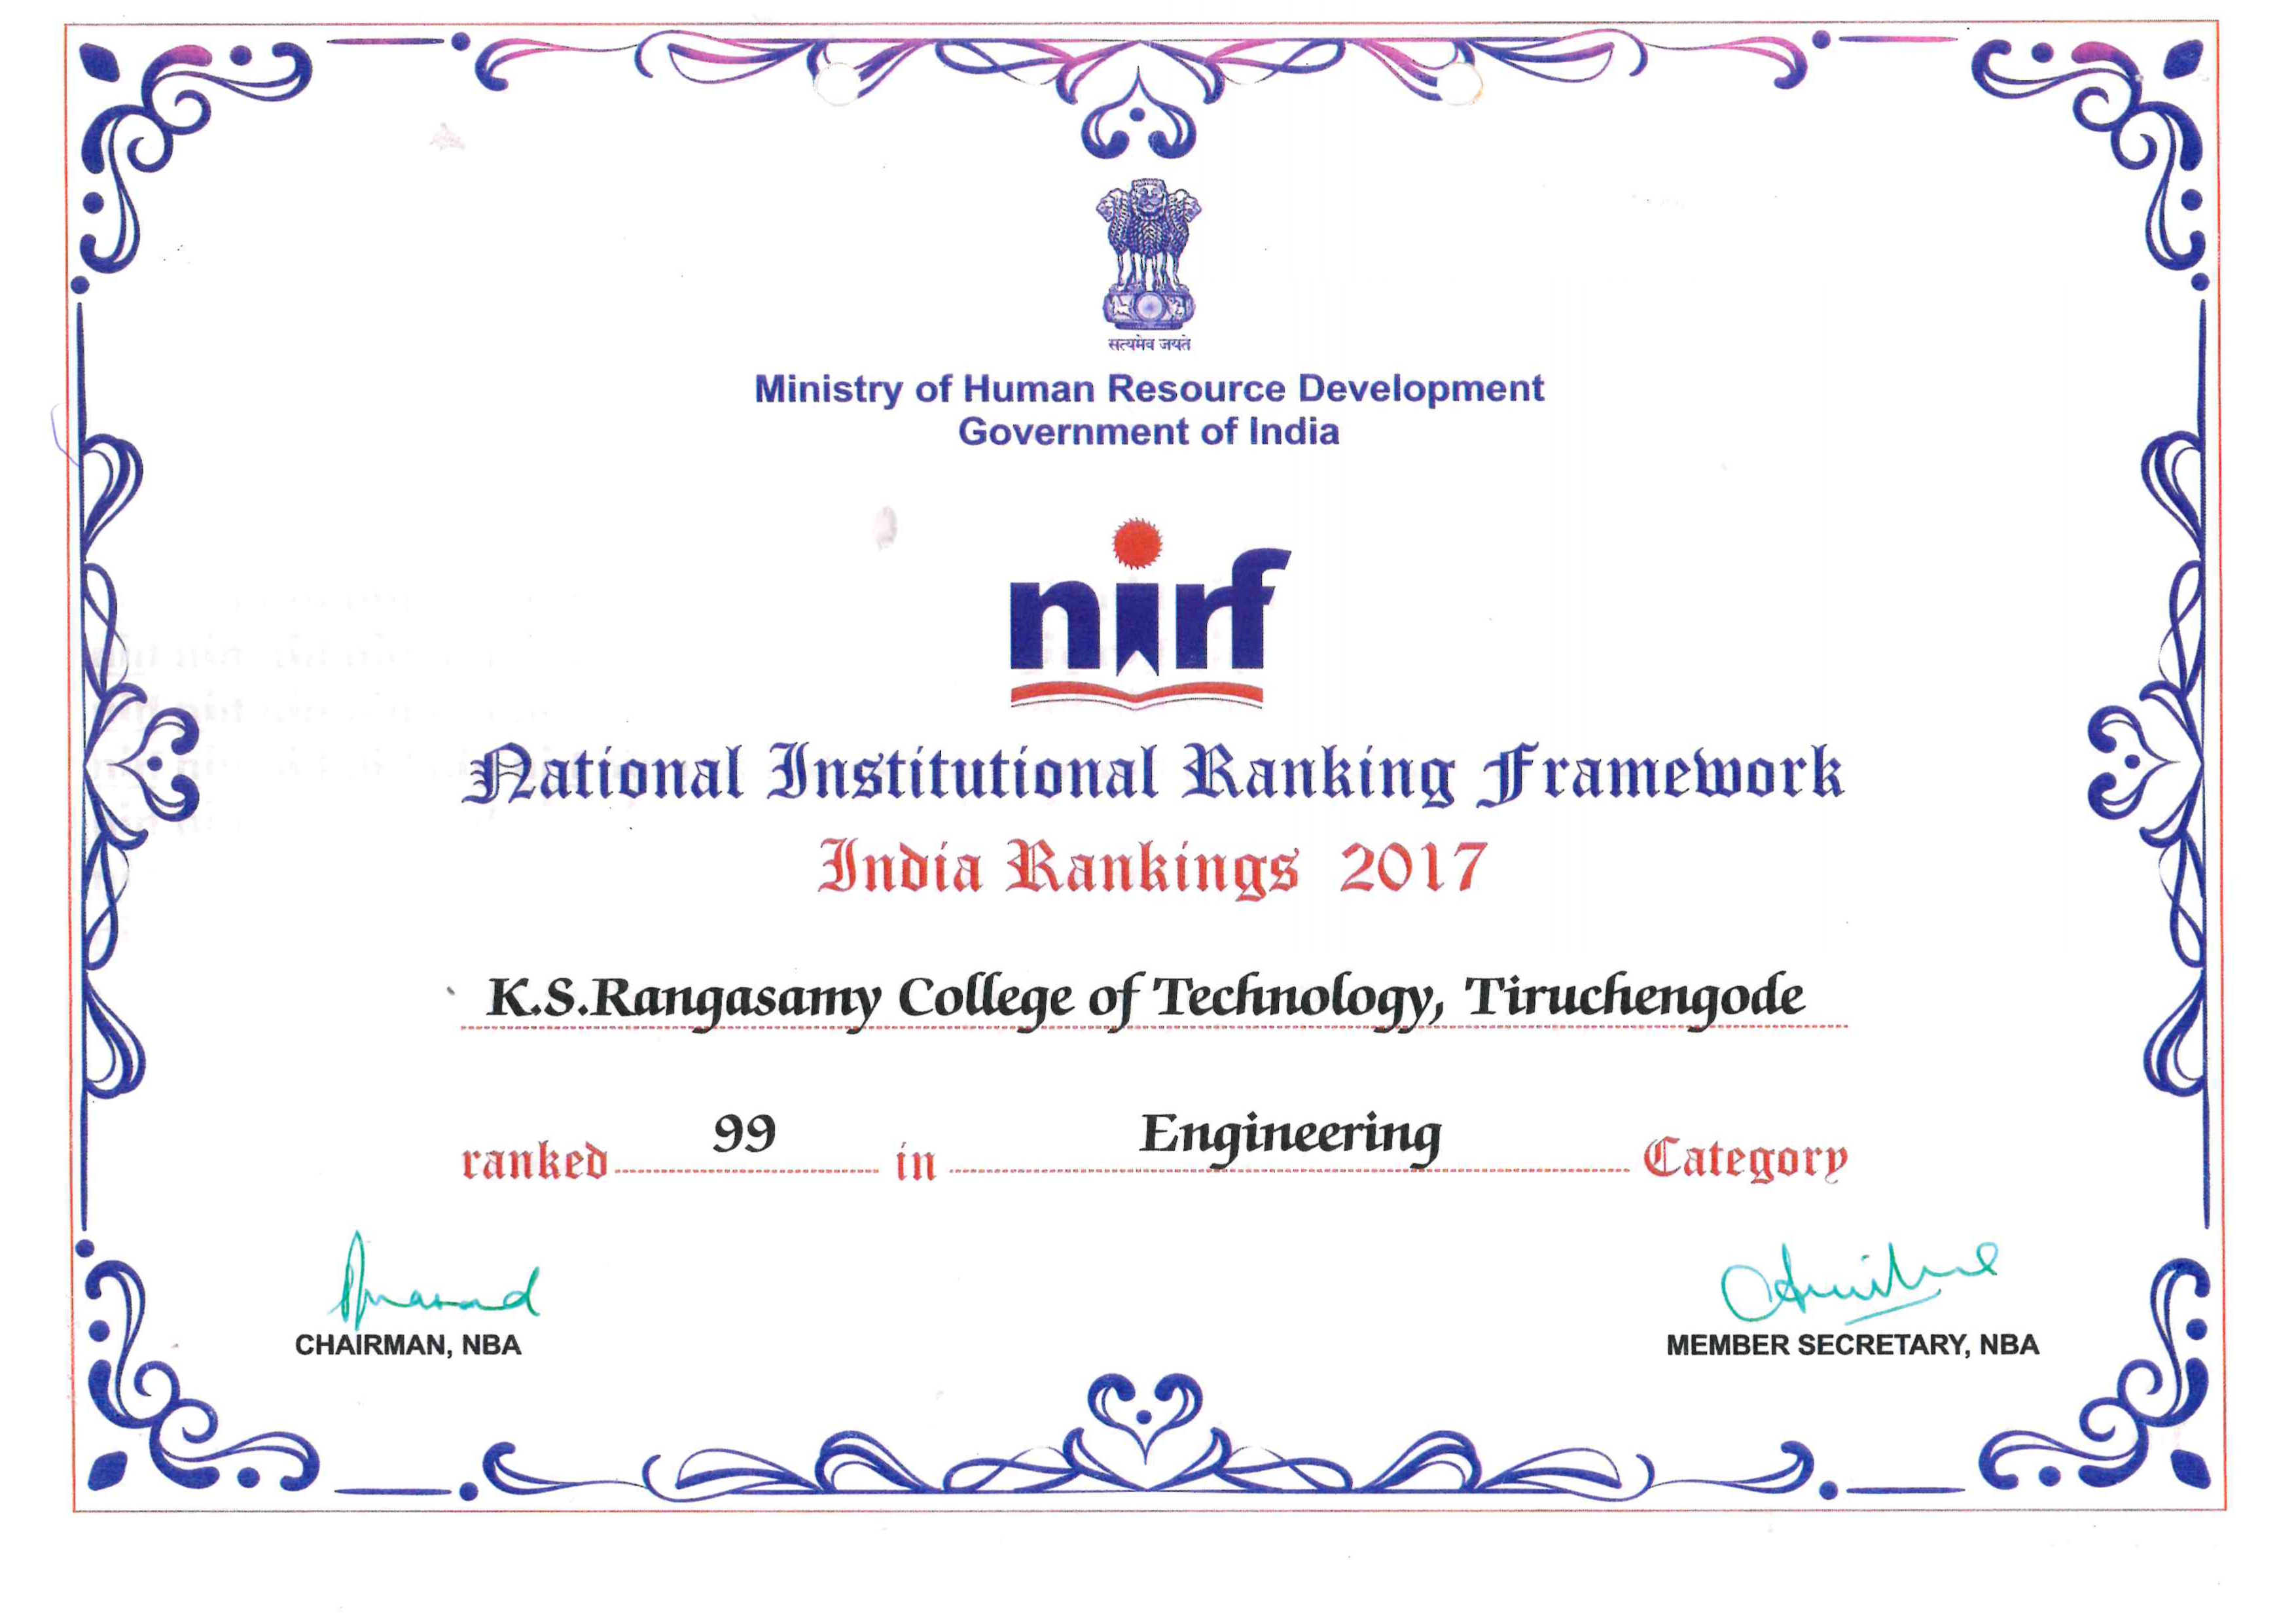 सत्यमेव जयते
Ministry of Human Resource Development
Government of India
nirf
National Institutional Ranking Framework
India Rankings 2017
K.S.Rangasamy College of Technology, Tiruchengode
ranked 99 in Engineering Category
CHAIRMAN, NBA
MEMBER SECRETARY, NBA